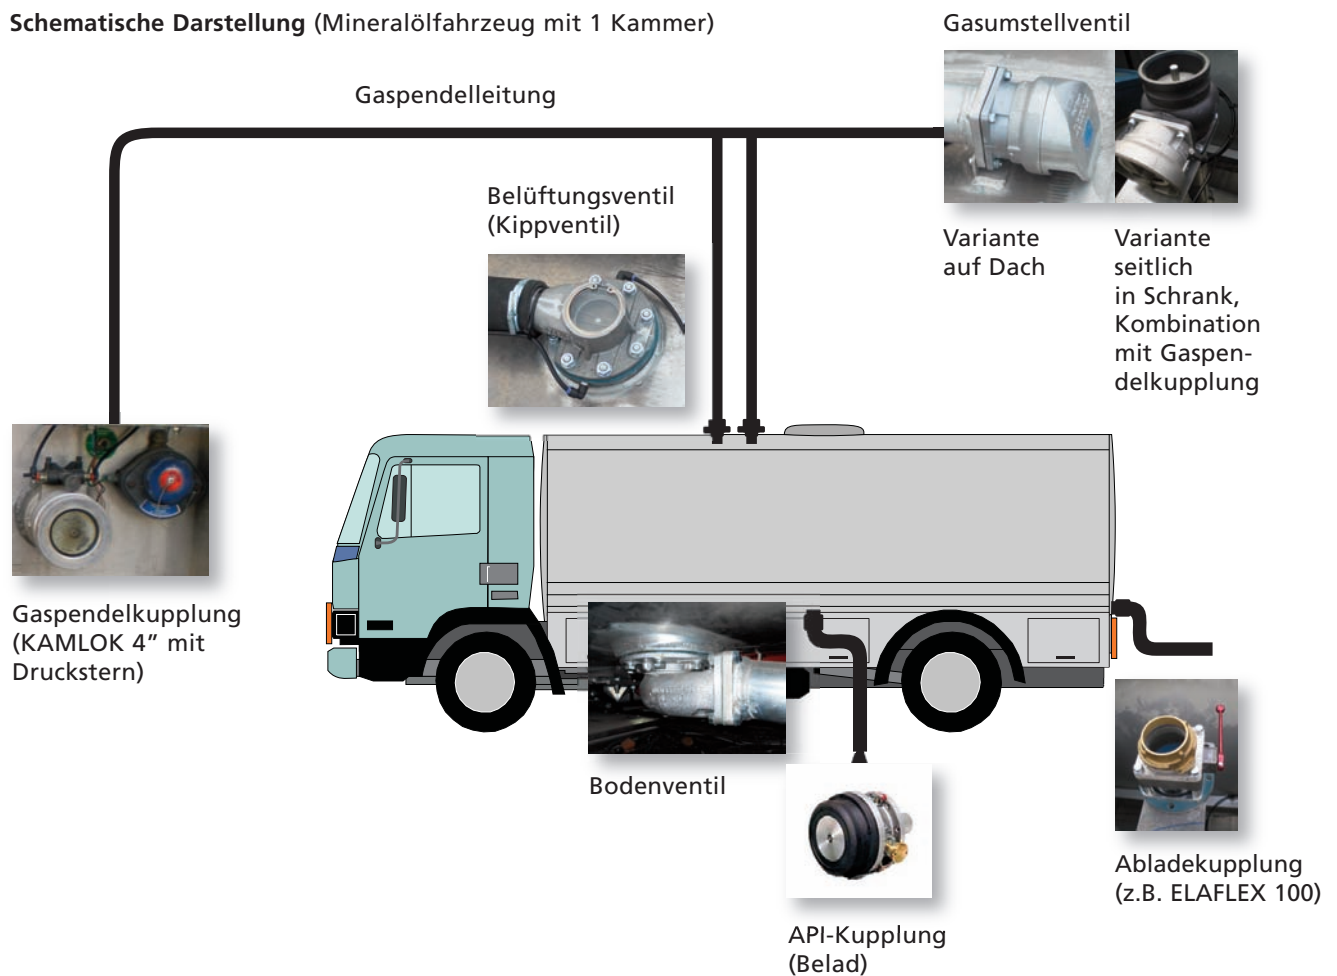 Schematische Darstellung (Mineralölfahrzeug mit 1 Kammer)
Gasumstellventil
Gaspendelleitung
Belüftungsventil
(Kippventil)
Variante
auf Dach
Variante
seitlich
in Schrank,
Kombination
mit Gaspen-
delkupplung
Gaspendelkupplung
(KAMLOK 4” mit
Druckstern)
Bodenventil
Abladekupplung
(z.B. ELAFLEX 100)
API-Kupplung
(Belad)